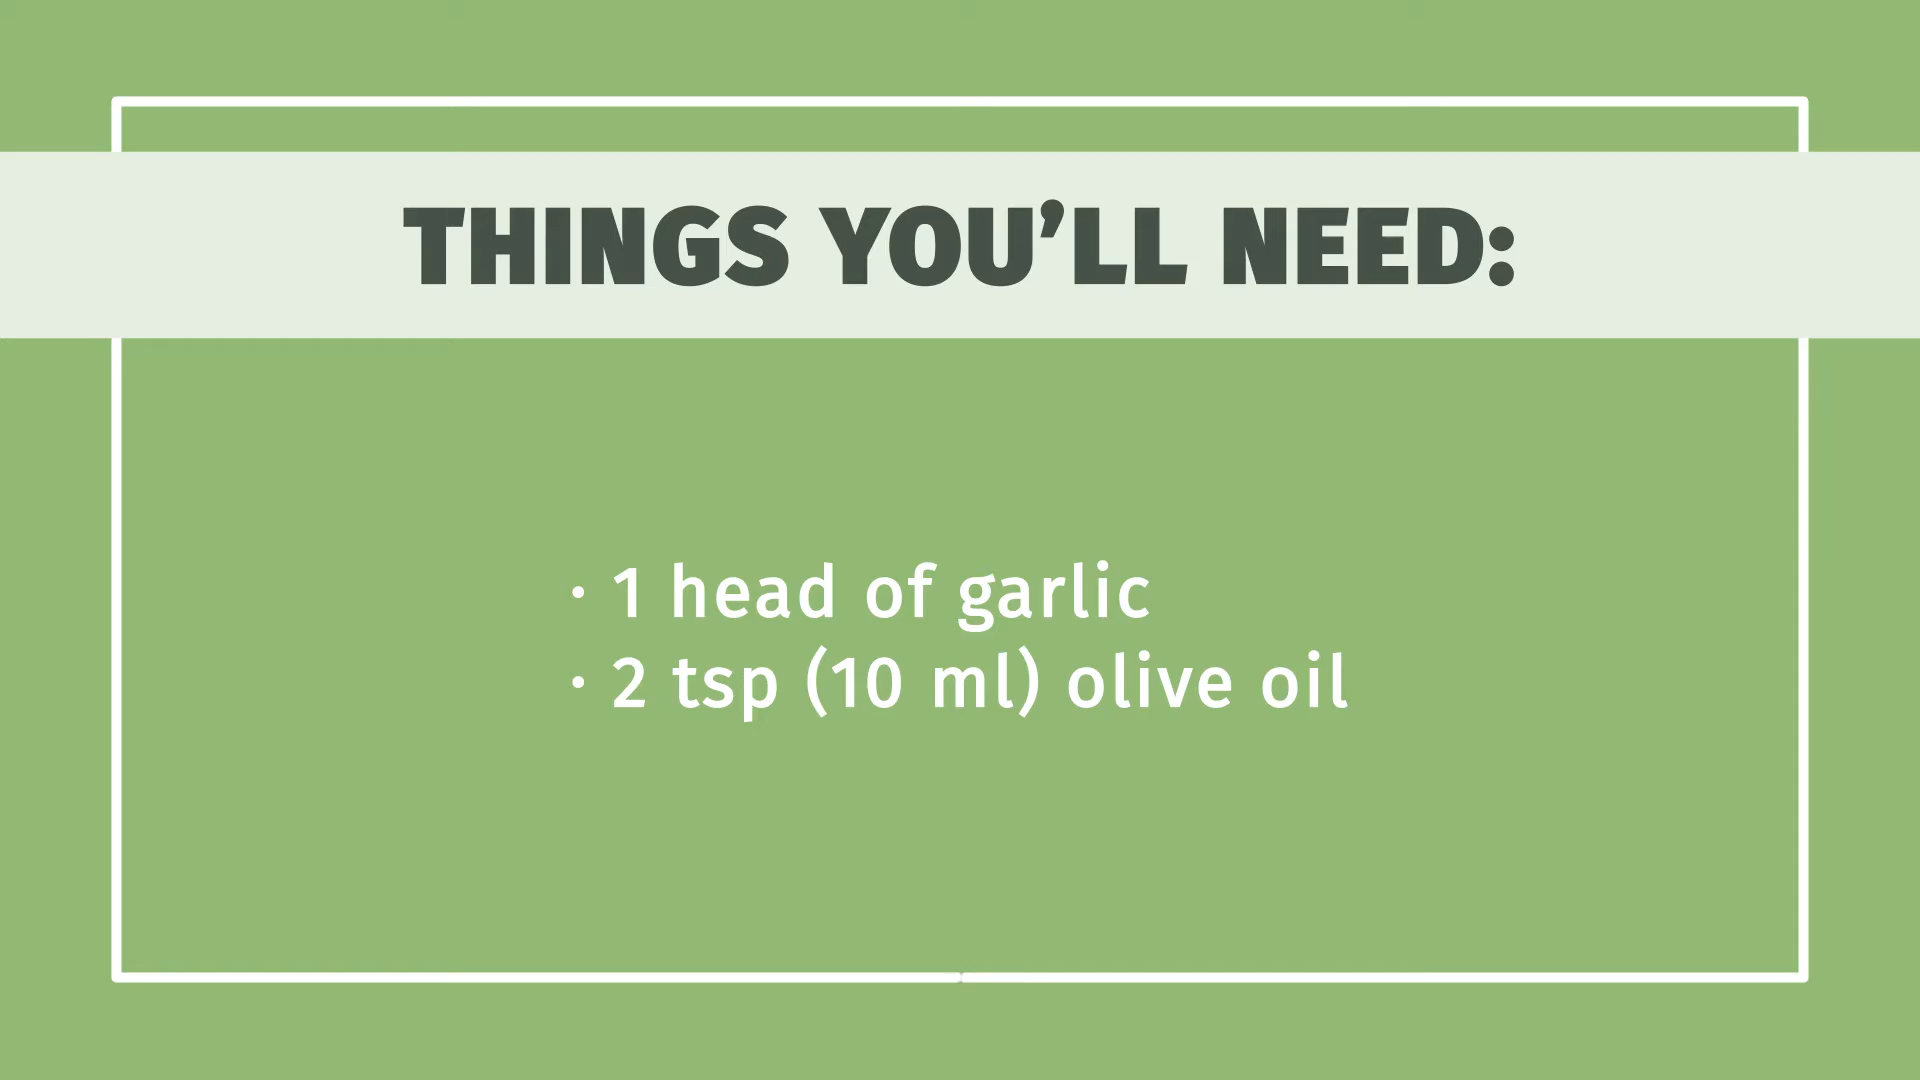 THINGS YOU’LL NEED:
· 1 head of garlic
· 2 tsp (10 ml) olive oil